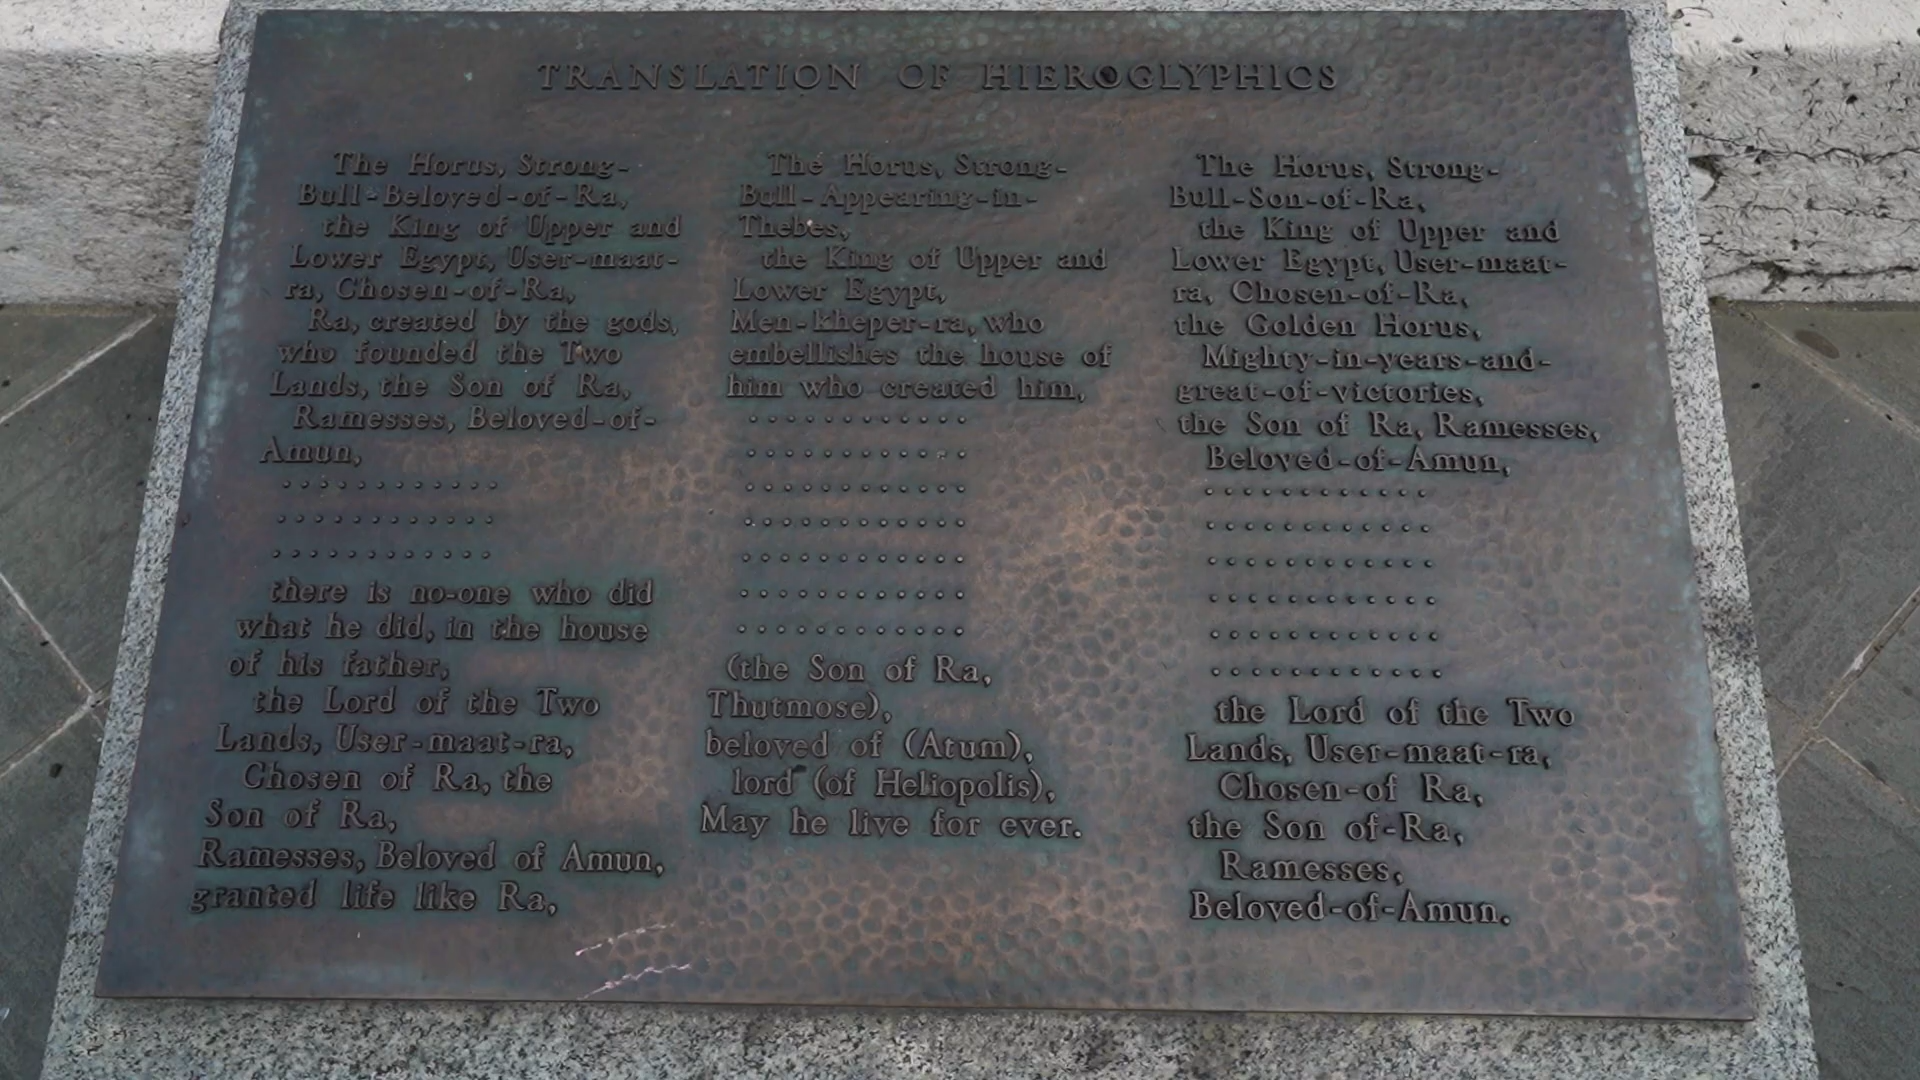 TRANSLATION OF HIEROGLYPHICS
The Horus, Strong-
Bull-Beloved-of-Ra,
the King of Upper and
Lower Egypt, User-maat-
ra, Chosen-of-Ra,
Ra, created by the gods,
who founded the Two
Lands, the Son of Ra,
Ramesses, Beloved-of-
Amun,
. . . . . . . . . . . .
. . . . . . . . . . . .
. . . . . . . . . . . .
there is no-one who did
what he did, in the house
of his father,
the Lord of the Two
Lands, User-maat-ra,
Chosen of Ra, the
Son of Ra,
Ramesses, Beloved of Amun,
granted life like Ra,
The Horus, Strong-
Bull-Appearing-in-
Thebes,
the King of Upper and
Lower Egypt,
Men-kheper-ra, who
embellishes the house of
him who created him,
. . . . . . . . . . . .
. . . . . . . . . . . .
. . . . . . . . . . . .
. . . . . . . . . . . .
. . . . . . . . . . . .
. . . . . . . . . . . .
. . . . . . . . . . . .
(the Son of Ra,
Thutmose),
beloved of (Atum),
lord (of Heliopolis),
May he live for ever.
The Horus, Strong-
Bull-Son-of-Ra,
the King of Upper and
Lower Egypt, User-maat-
ra, Chosen-of-Ra,
the Golden Horus,
Mighty-in-years-and-
great-of-victories,
the Son of Ra, Ramesses,
Beloved-of-Amun,
. . . . . . . . . . . .
. . . . . . . . . . . .
. . . . . . . . . . . .
. . . . . . . . . . . .
. . . . . . . . . . . .
. . . . . . . . . . . .
the Lord of the Two
Lands, User-maat-ra,
Chosen-of Ra,
the Son of-Ra,
Ramesses,
Beloved-of-Amun.